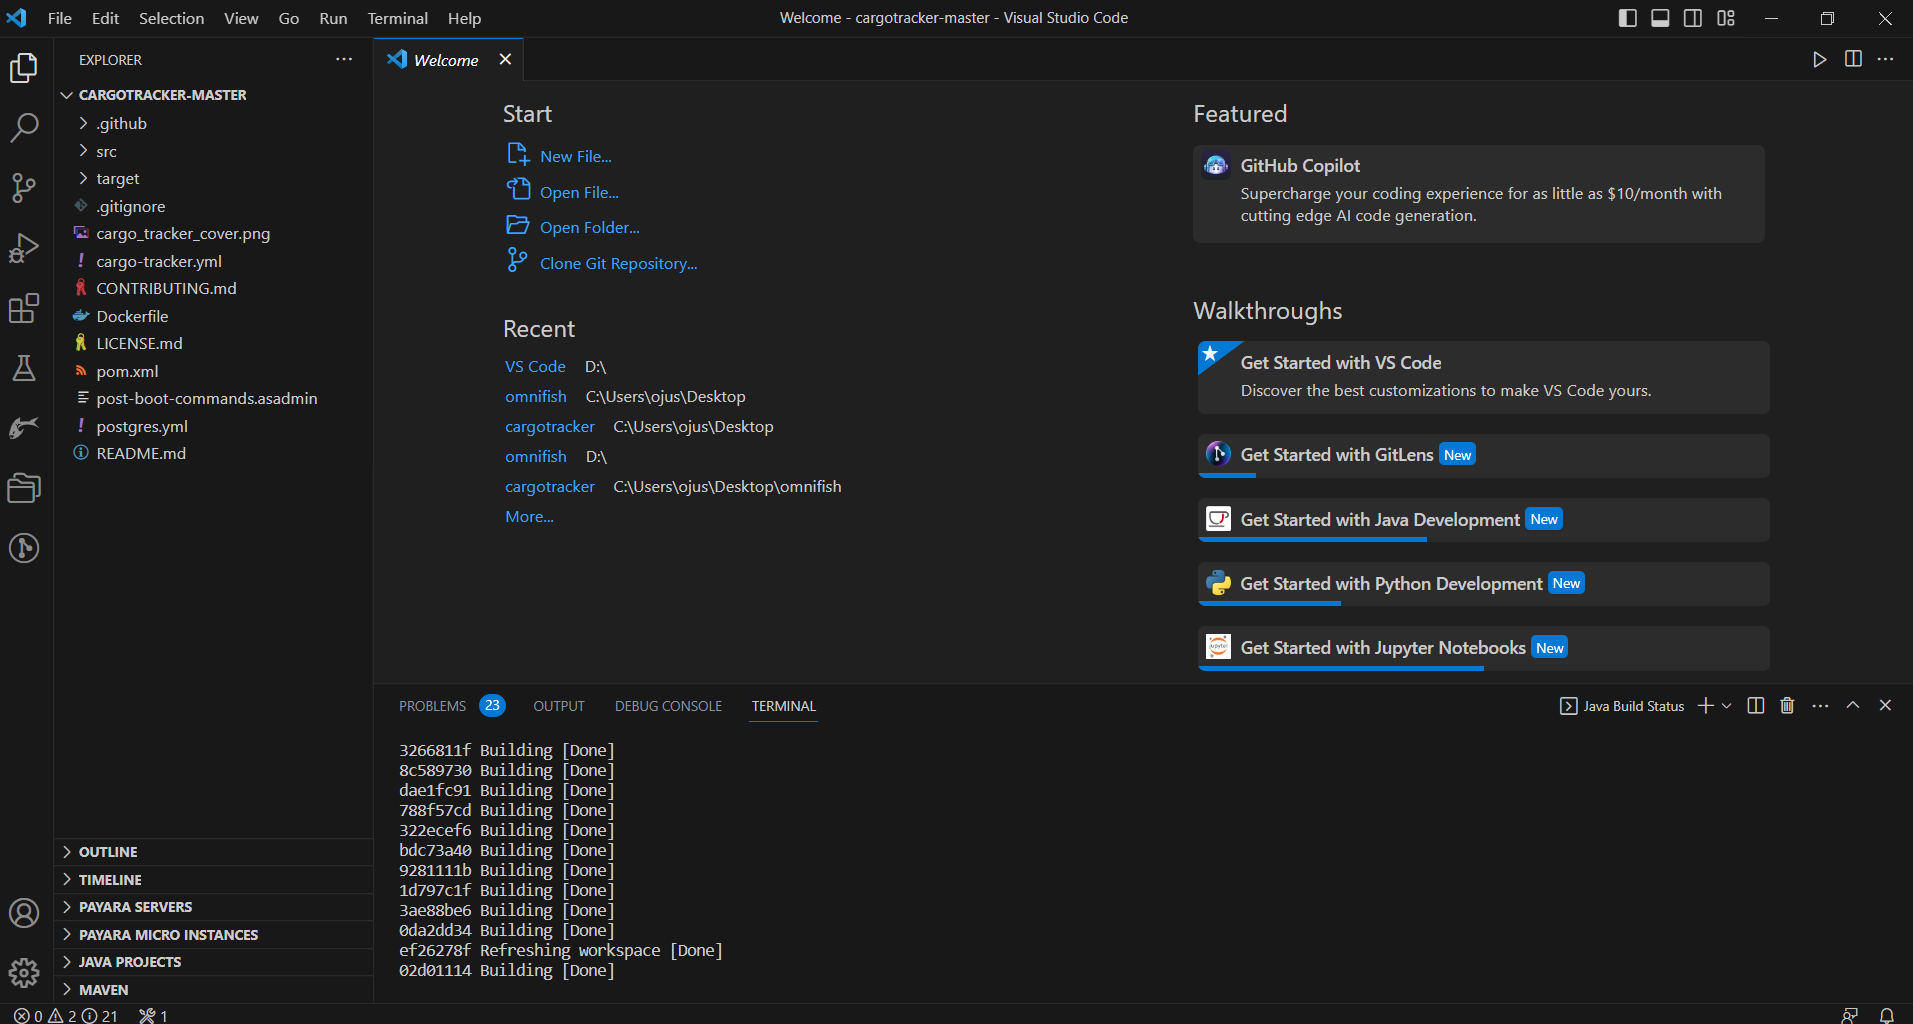 File Edit Selection View Go Run Terminal Help
Welcome - cargotracker-master - Visual Studio Code
EXPLORER
CARGOTRACKER-MASTER
.github
src
target
.gitignore
cargo_tracker_cover.png
! cargo-tracker.yml
CONTRIBUTING.md
Dockerfile
LICENSE.md
pom.xml
post-boot-commands.asadmin
! postgres.yml
README.md
OUTLINE
TIMELINE
PAYARA SERVERS
PAYARA MICRO INSTANCES
JAVA PROJECTS
MAVEN
Welcome
Start
New File...
Open File...
Open Folder...
Clone Git Repository...
Recent
VS Code D:\
omnifish C:\Users\ojus\Desktop
cargotracker C:\Users\ojus\Desktop
omnifish D:\
cargotracker C:\Users\ojus\Desktop\omnifish
More...
Featured
GitHub Copilot
Supercharge your coding experience for as little as $10/month with
cutting edge AI code generation.
Walkthroughs
Get Started with VS Code
Discover the best customizations to make VS Code yours.
Get Started with GitLens New
Get Started with Java Development New
Get Started with Python Development New
jupyter
Get Started with Jupyter Notebooks New
PROBLEMS 23 OUTPUT DEBUG CONSOLE TERMINAL
Java Build Status
3266811f Building [Done]
8c589730 Building [Done]
dae1fc91 Building [Done]
788f57cd Building [Done]
322ecef6 Building [Done]
bdc73a40 Building [Done]
9281111b Building [Done]
1d797c1f Building [Done]
3ae88be6 Building [Done]
0da2dd34 Building [Done]
ef26278f Refreshing workspace [Done]
02d01114 Building [Done]
0 2 21 1